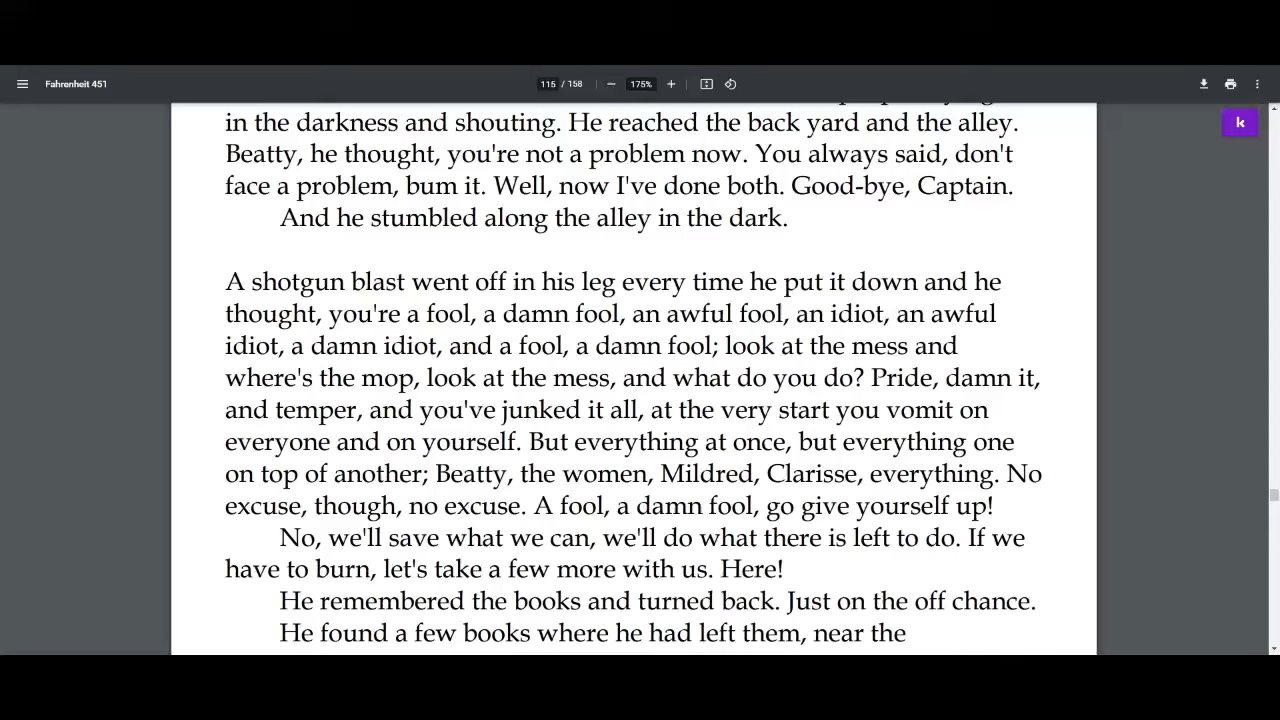 Fahrenheit 451
115 / 158
175%
k
in the darkness and shouting. He reached the back yard and the alley.
Beatty, he thought, you're not a problem now. You always said, don't
face a problem, bum it. Well, now I've done both. Good-bye, Captain.
And he stumbled along the alley in the dark.
A shotgun blast went off in his leg every time he put it down and he
thought, you're a fool, a damn fool, an awful fool, an idiot, an awful
idiot, a damn idiot, and a fool, a damn fool; look at the mess and
where's the mop, look at the mess, and what do you do? Pride, damn it,
and temper, and you've junked it all, at the very start you vomit on
everyone and on yourself. But everything at once, but everything one
on top of another; Beatty, the women, Mildred, Clarisse, everything. No
excuse, though, no excuse. A fool, a damn fool, go give yourself up!
No, we'll save what we can, we'll do what there is left to do. If we
have to burn, let's take a few more with us. Here!
He remembered the books and turned back. Just on the off chance.
He found a few books where he had left them, near the